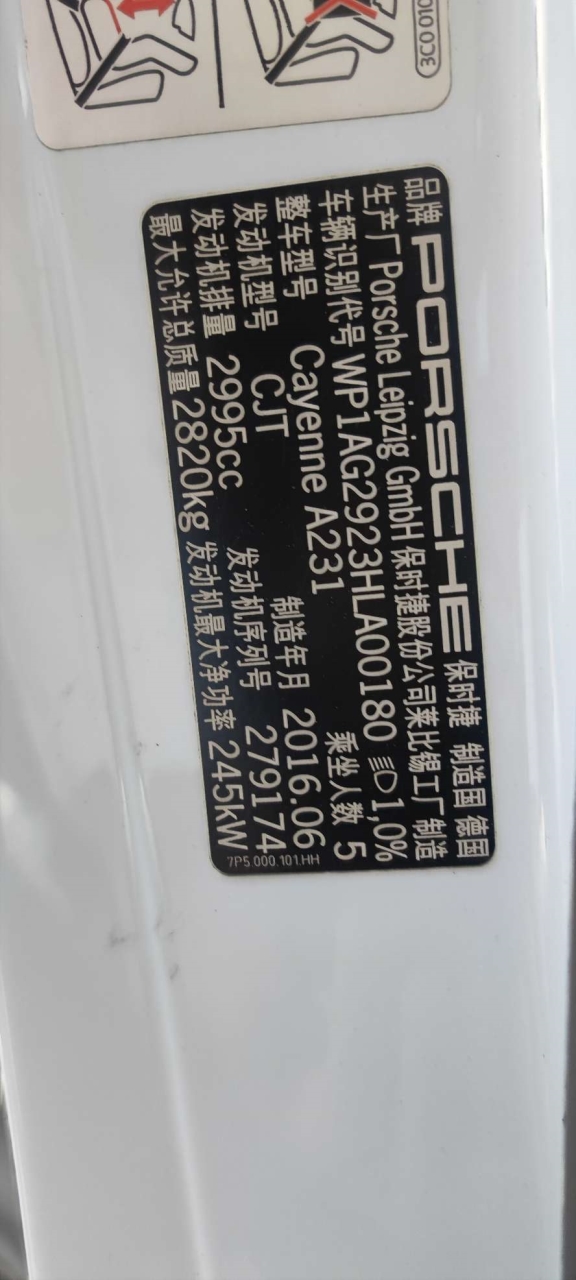 3C0 010
品牌 PORSCHE 保时捷 制造国 德国
生产厂 Porsche Leipzig GmbH 保时捷股份公司莱比锡工厂 制造
车辆识别代号 WP1AG2923HLA00180 1,0%
整车型号 Cayenne A231 乘坐人数 5
发动机型号 CJT 制造年月 2016.06
发动机排量 2995cc 发动机序列号 279174
最大允许总质量 2820kg 发动机最大净功率 245kW
7P5.000.101.HH